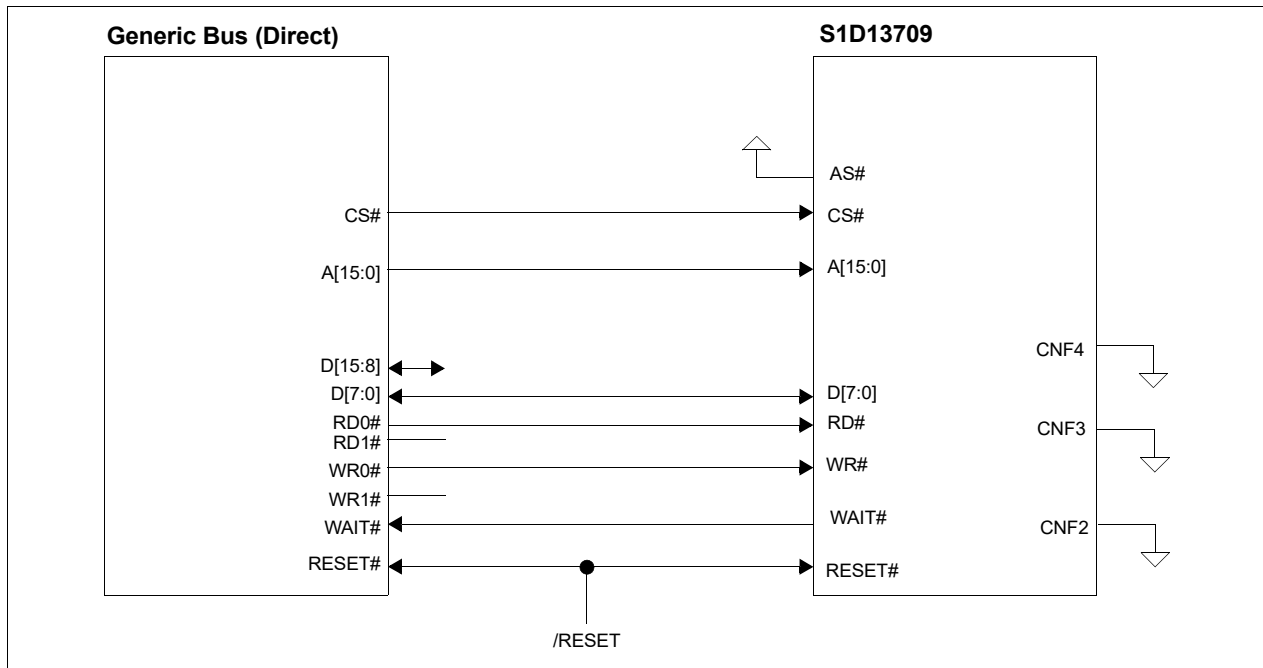 Generic Bus (Direct)
S1D13709
AS#
CS#
CS#
A[15:0]
A[15:0]
CNF4
D[15:8]
D[7:0]
D[7:0]
RD0#
RD#
RD1#
CNF3
WR0#
WR#
WR1#
WAIT#
WAIT#
CNF2
RESET#
RESET#
/RESET